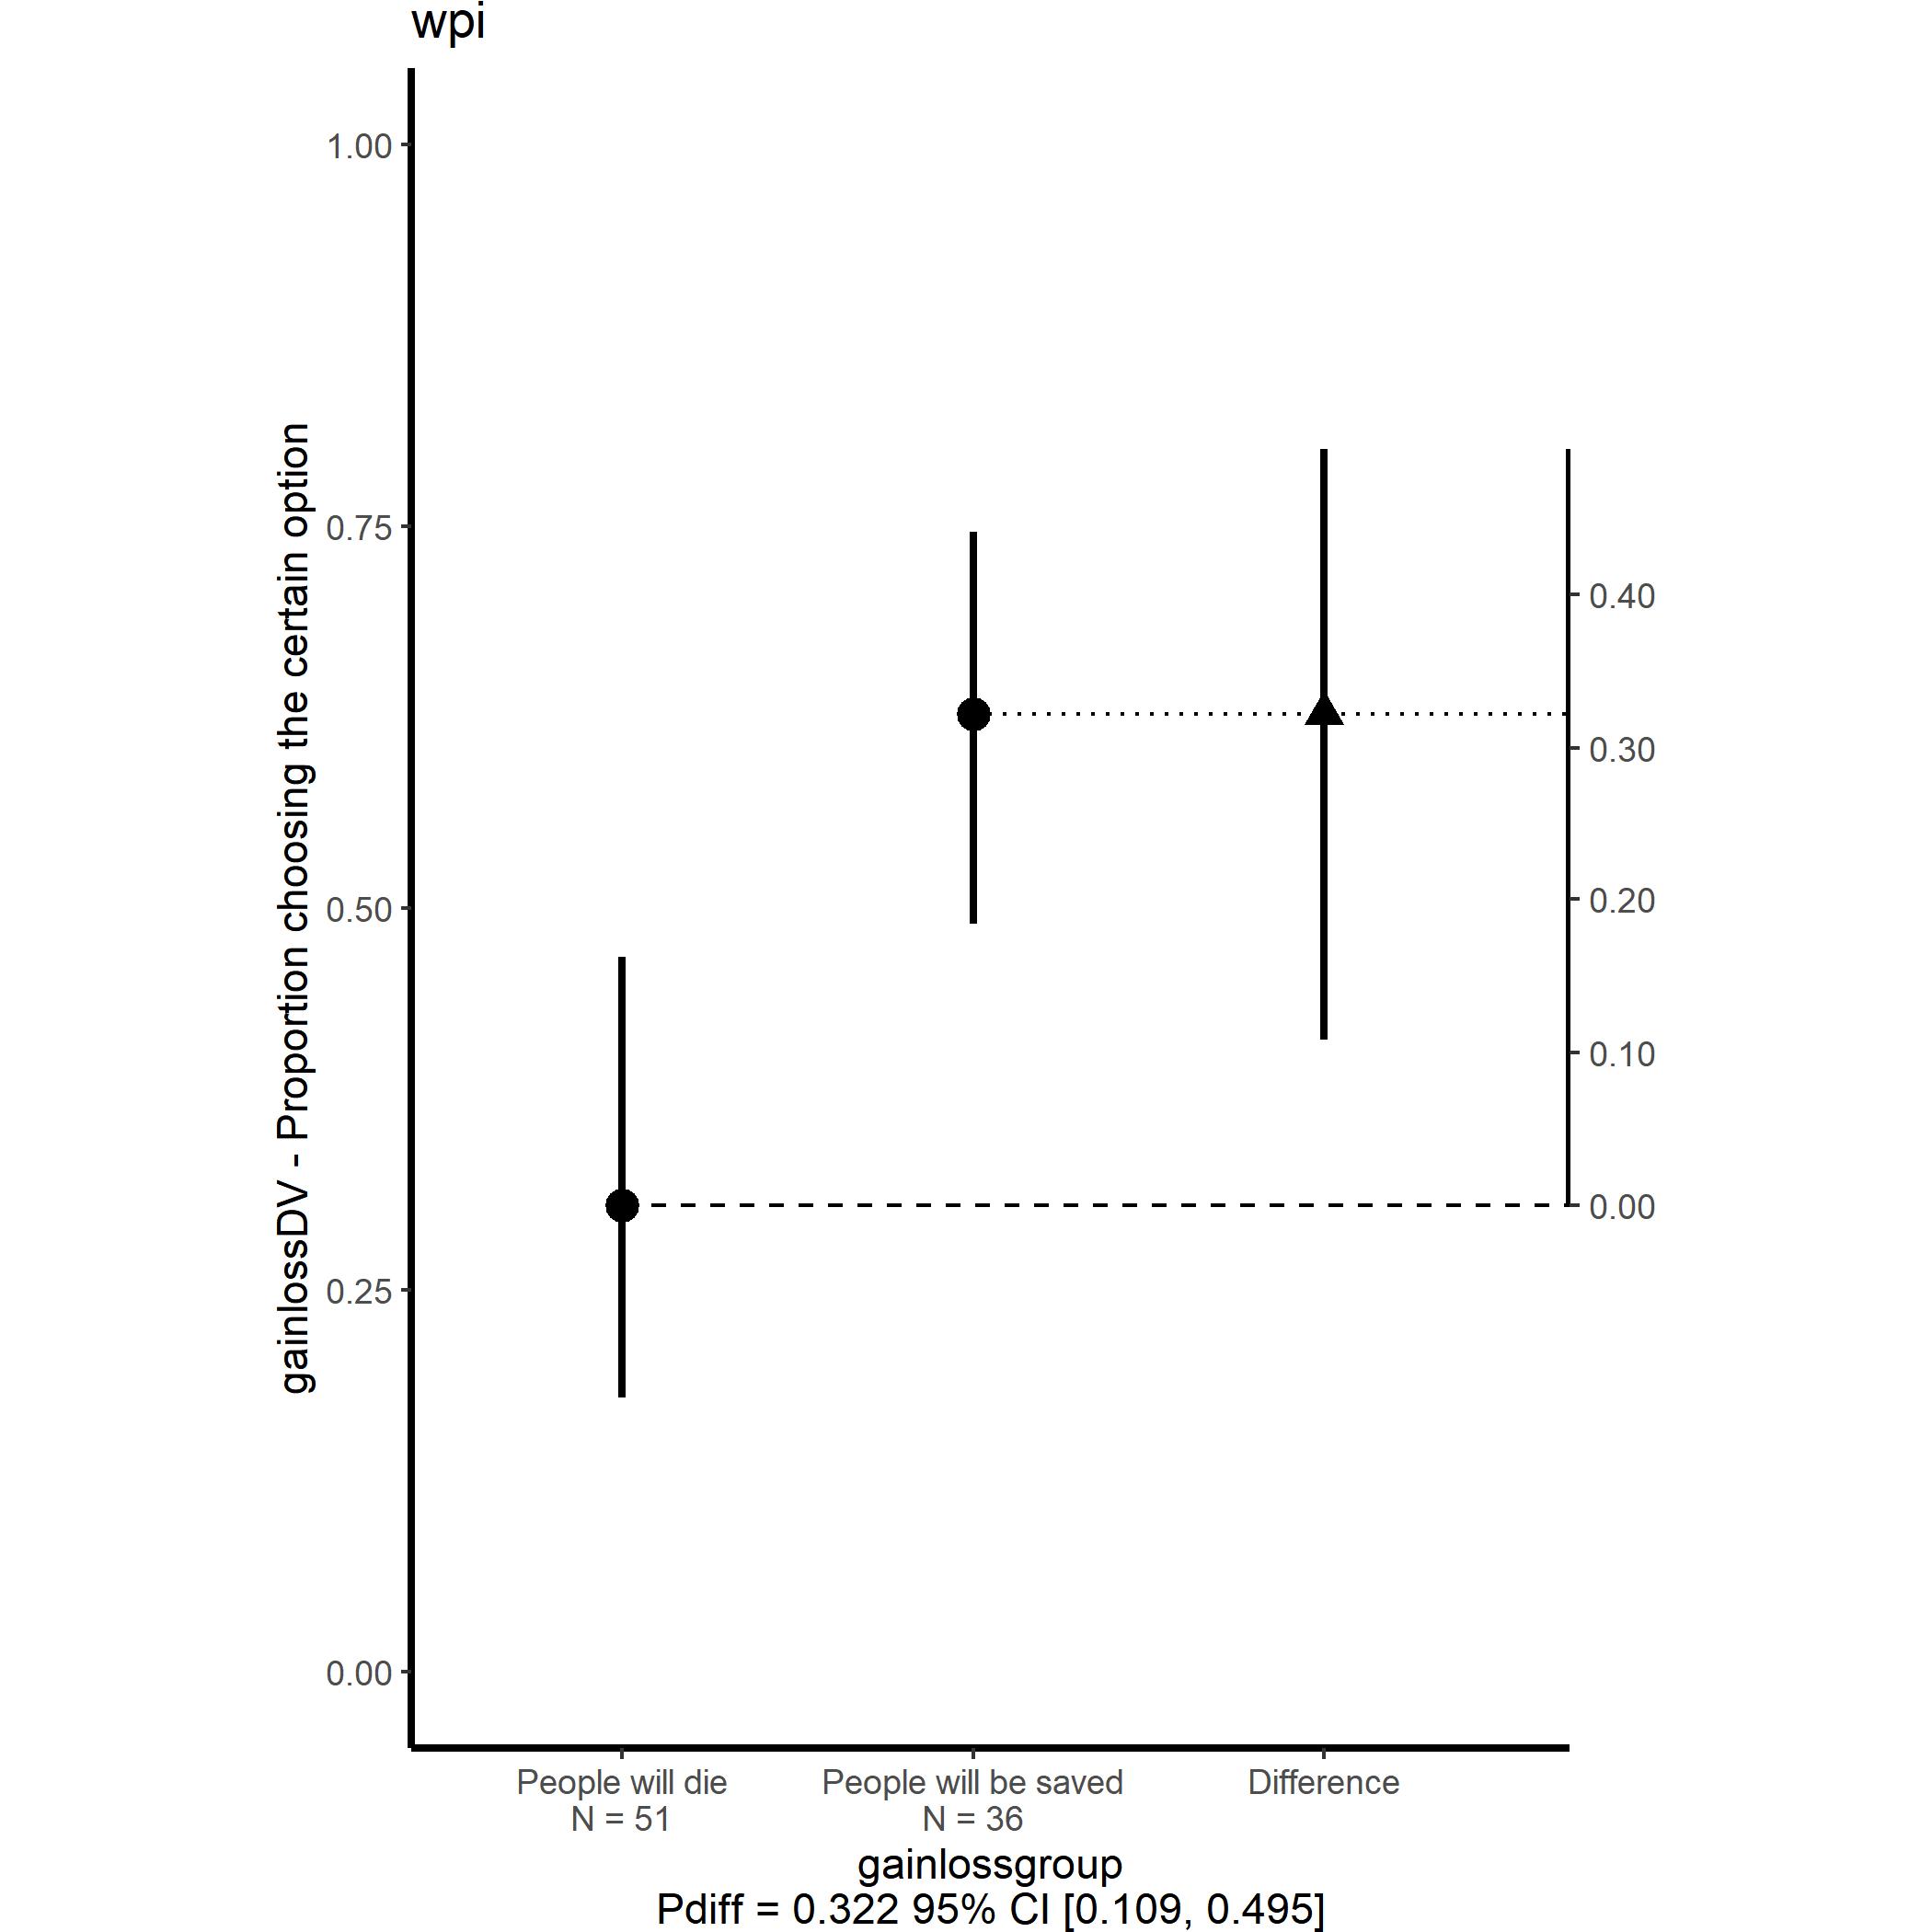 wpi
gainlossDV - Proportion choosing the certain option
1.00
0.75
0.50
0.25
0.00
0.40
0.30
0.20
0.10
0.00
People will die
N = 51
People will be saved
N = 36
Difference
gainlossgroup
Pdiff = 0.322 95% CI [0.109, 0.495]